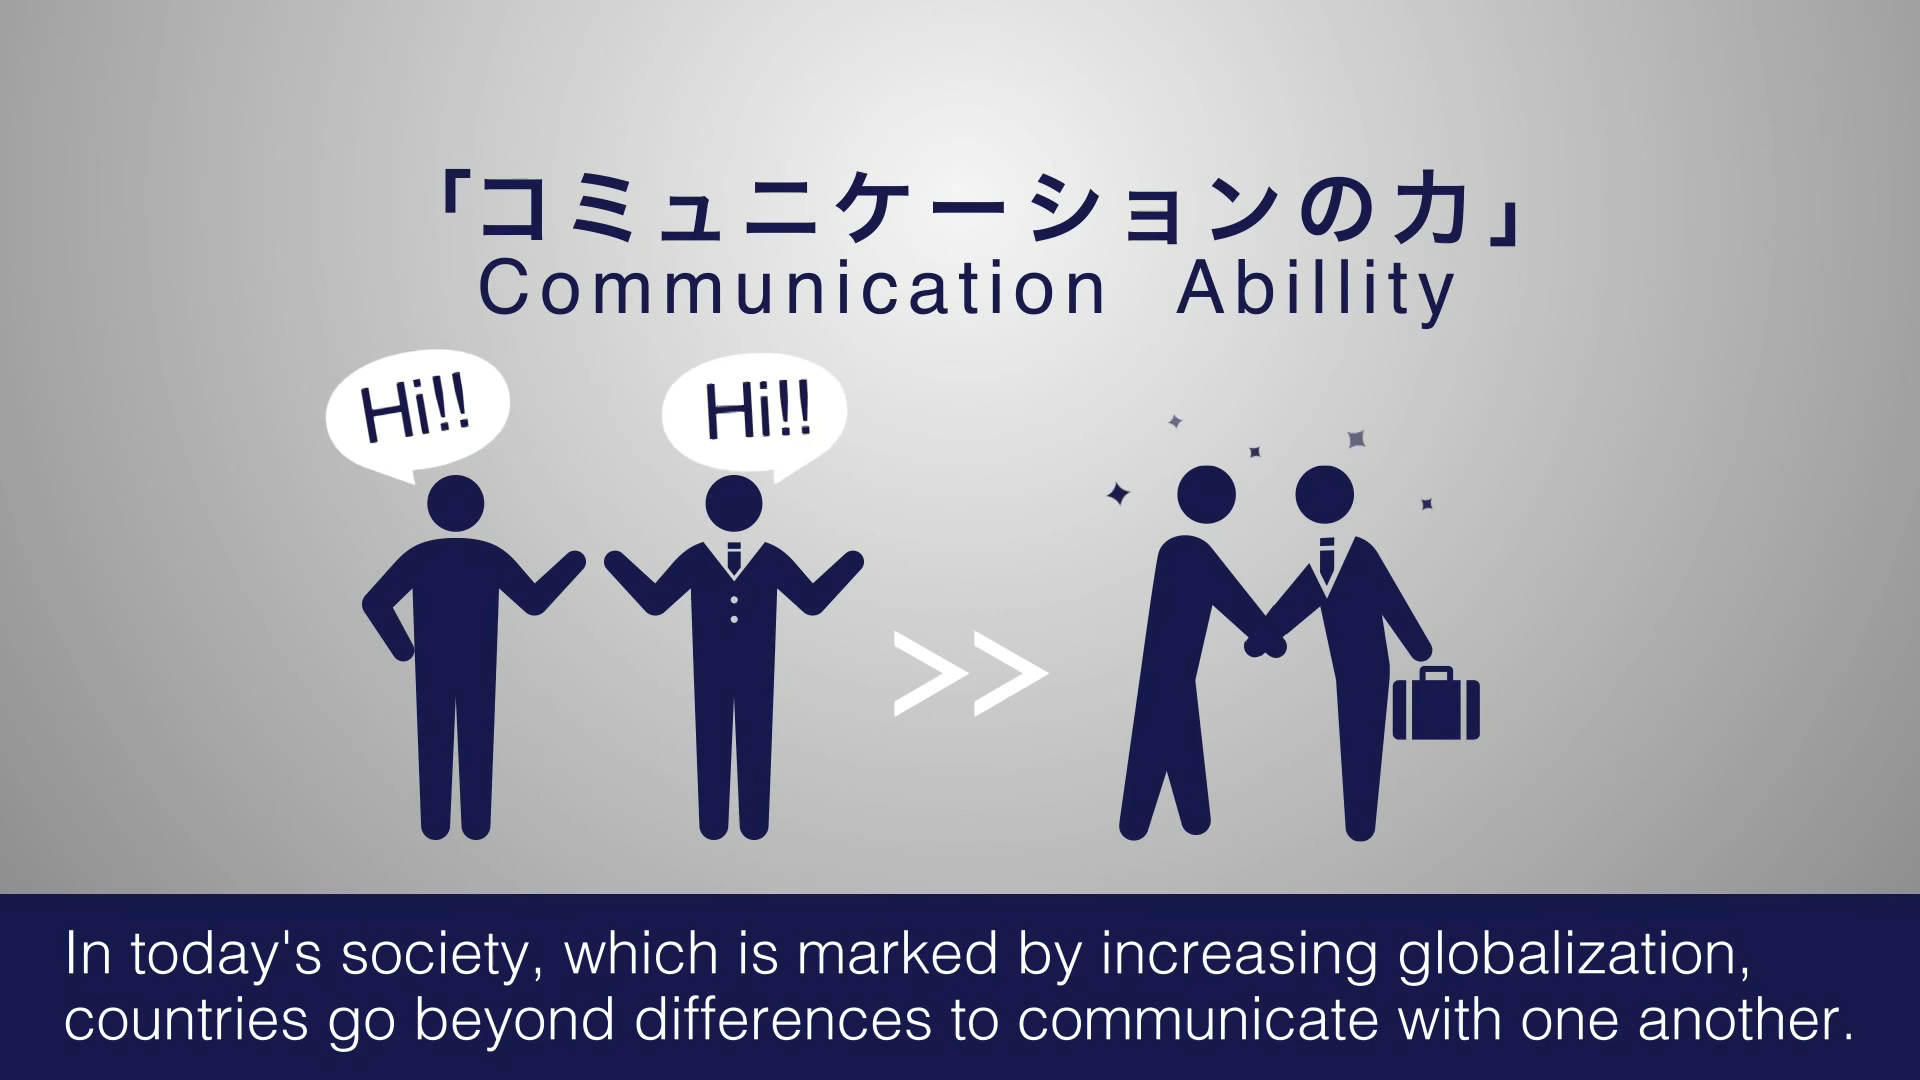 「コミュニケーションの力」
Communication Abillity
Hi!! Hi!!
In today's society, which is marked by increasing globalization,
countries go beyond differences to communicate with one another.